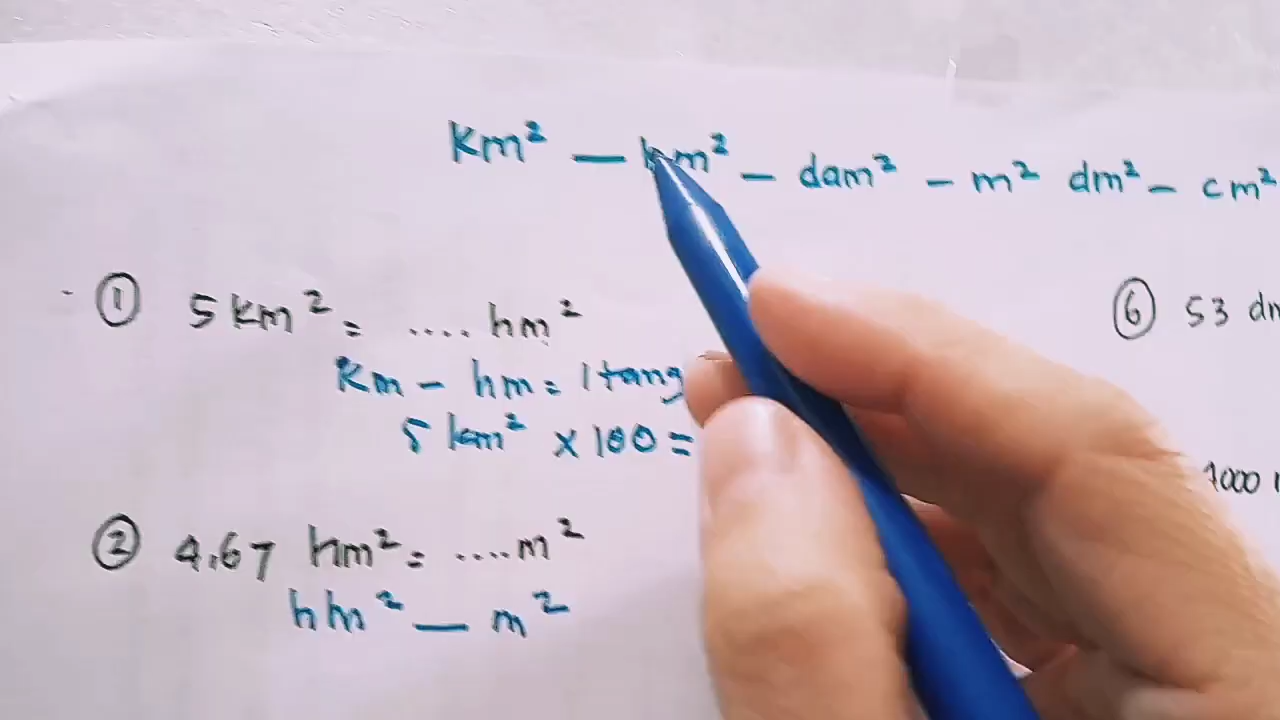 Km² — hm² — dam² — m² dm² — cm²
① 5 km² = .... hm²
Km — hm = 1 tang
5 km² x 100 =
② 4,67 hm² = .... m²
hm² — m²
⑥ 53
1000